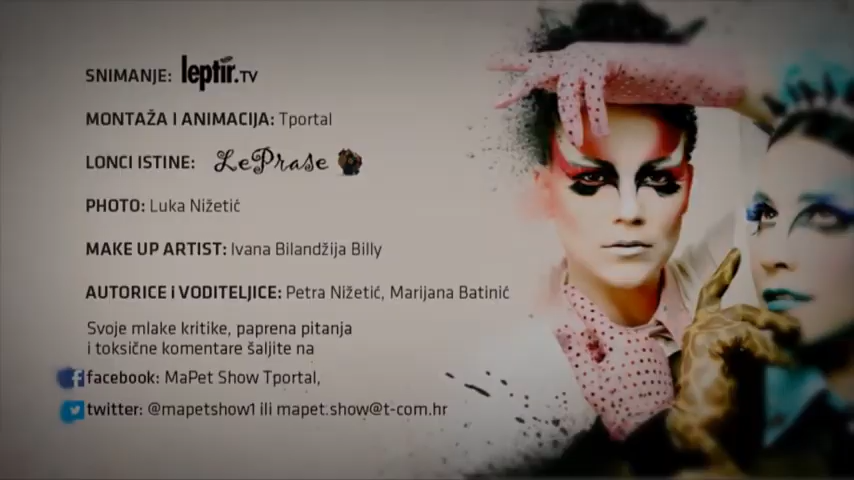 SNIMANJE: leptir.TV
MONTAŽA I ANIMACIJA: Tportal
LONCI ISTINE: LePrase
PHOTO: Luka Nižetić
MAKE UP ARTIST: Ivana Bilandžija Billy
AUTORICE i VODITELJICE: Petra Nižetić, Marijana Batinić
Svoje mlake kritike, paprena pitanja
i toksične komentare šaljite na
facebook: MaPet Show Tportal,
twitter: @mapetshow1 ili mapet.show@t-com.hr